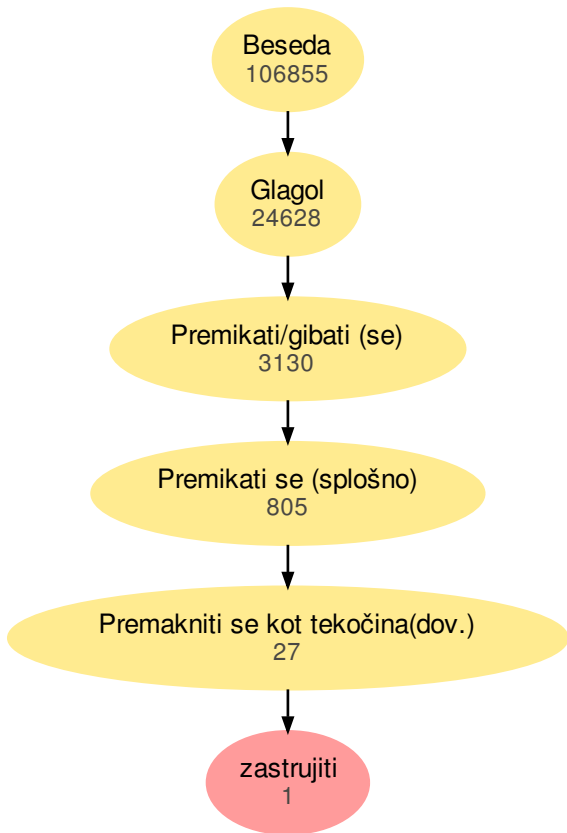 Beseda
106855
Glagol
24628
Premikati/gibati (se)
3130
Premikati se (splošno)
805
Premakniti se kot tekočina(dov.)
27
zastrujiti
1